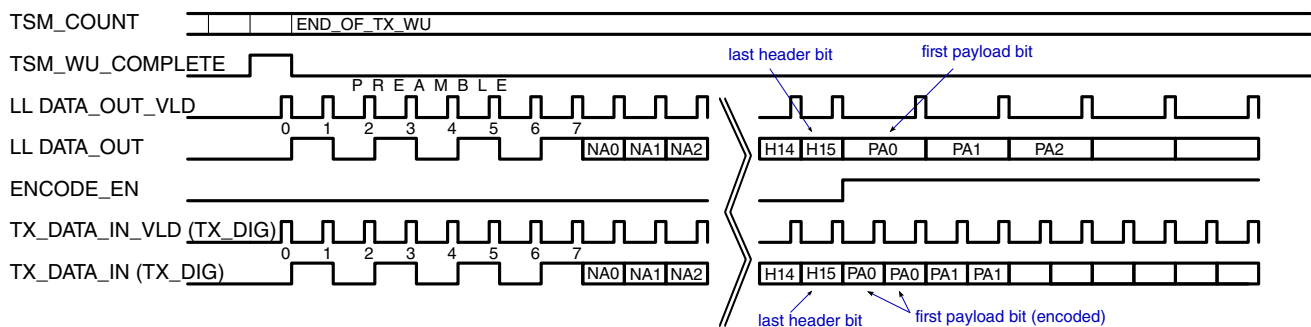 TSM_COUNT END_OF_TX_WU
last header bit first payload bit
TSM_WU_COMPLETE
P R E A M B L E
LL DATA_OUT_VLD
0 1 2 3 4 5 6 7
LL DATA_OUT NA0 NA1 NA2 H14 H15 PA0 PA1 PA2
ENCODE_EN
TX_DATA_IN_VLD (TX_DIG)
0 1 2 3 4 5 6 7
TX_DATA_IN (TX_DIG) NA0 NA1 NA2 H14 H15 PA0 PA0 PA1 PA1
last header bit first payload bit (encoded)